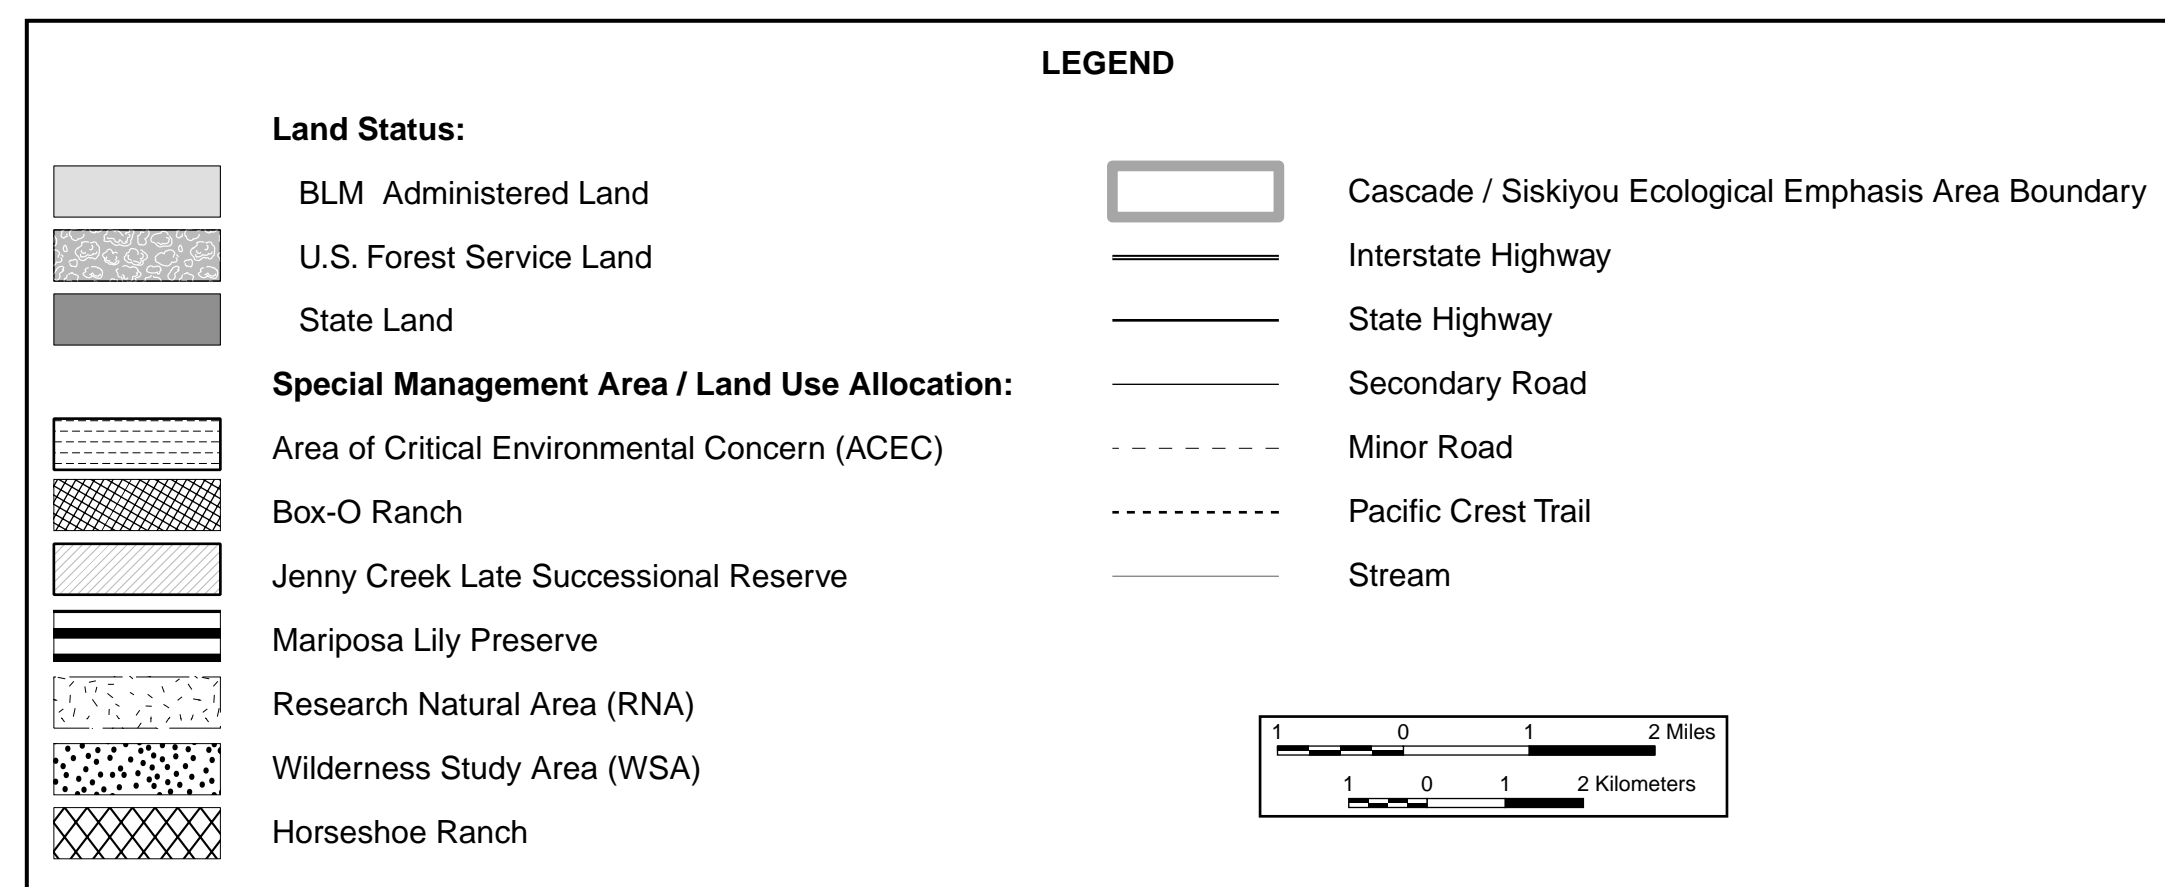 LEGEND
Land Status:
BLM Administered Land
U.S. Forest Service Land
State Land
Special Management Area / Land Use Allocation:
Area of Critical Environmental Concern (ACEC)
Box-O Ranch
Jenny Creek Late Successional Reserve
Mariposa Lily Preserve
Research Natural Area (RNA)
Wilderness Study Area (WSA)
Horseshoe Ranch
Cascade / Siskiyou Ecological Emphasis Area Boundary
Interstate Highway
State Highway
Secondary Road
Minor Road
Pacific Crest Trail
Stream
1 0 1 2 Miles
1 0 1 2 Kilometers